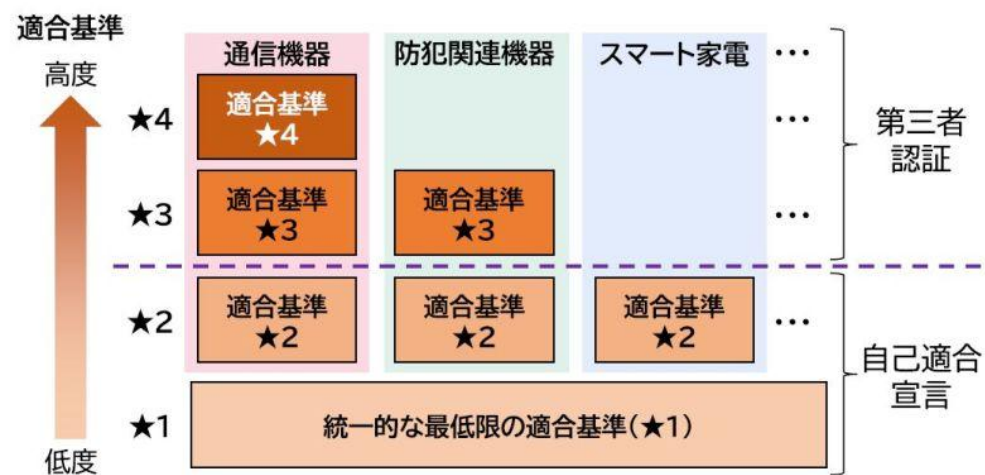 適合基準
高度
低度
通信機器
防犯関連機器
スマート家電
…
★4
適合基準
★4
…
★3
適合基準
★3
適合基準
★3
…
★2
適合基準
★2
適合基準
★2
適合基準
★2
…
★1
統一的な最低限の適合基準(★1)
第三者
認証
自己適合
宣言